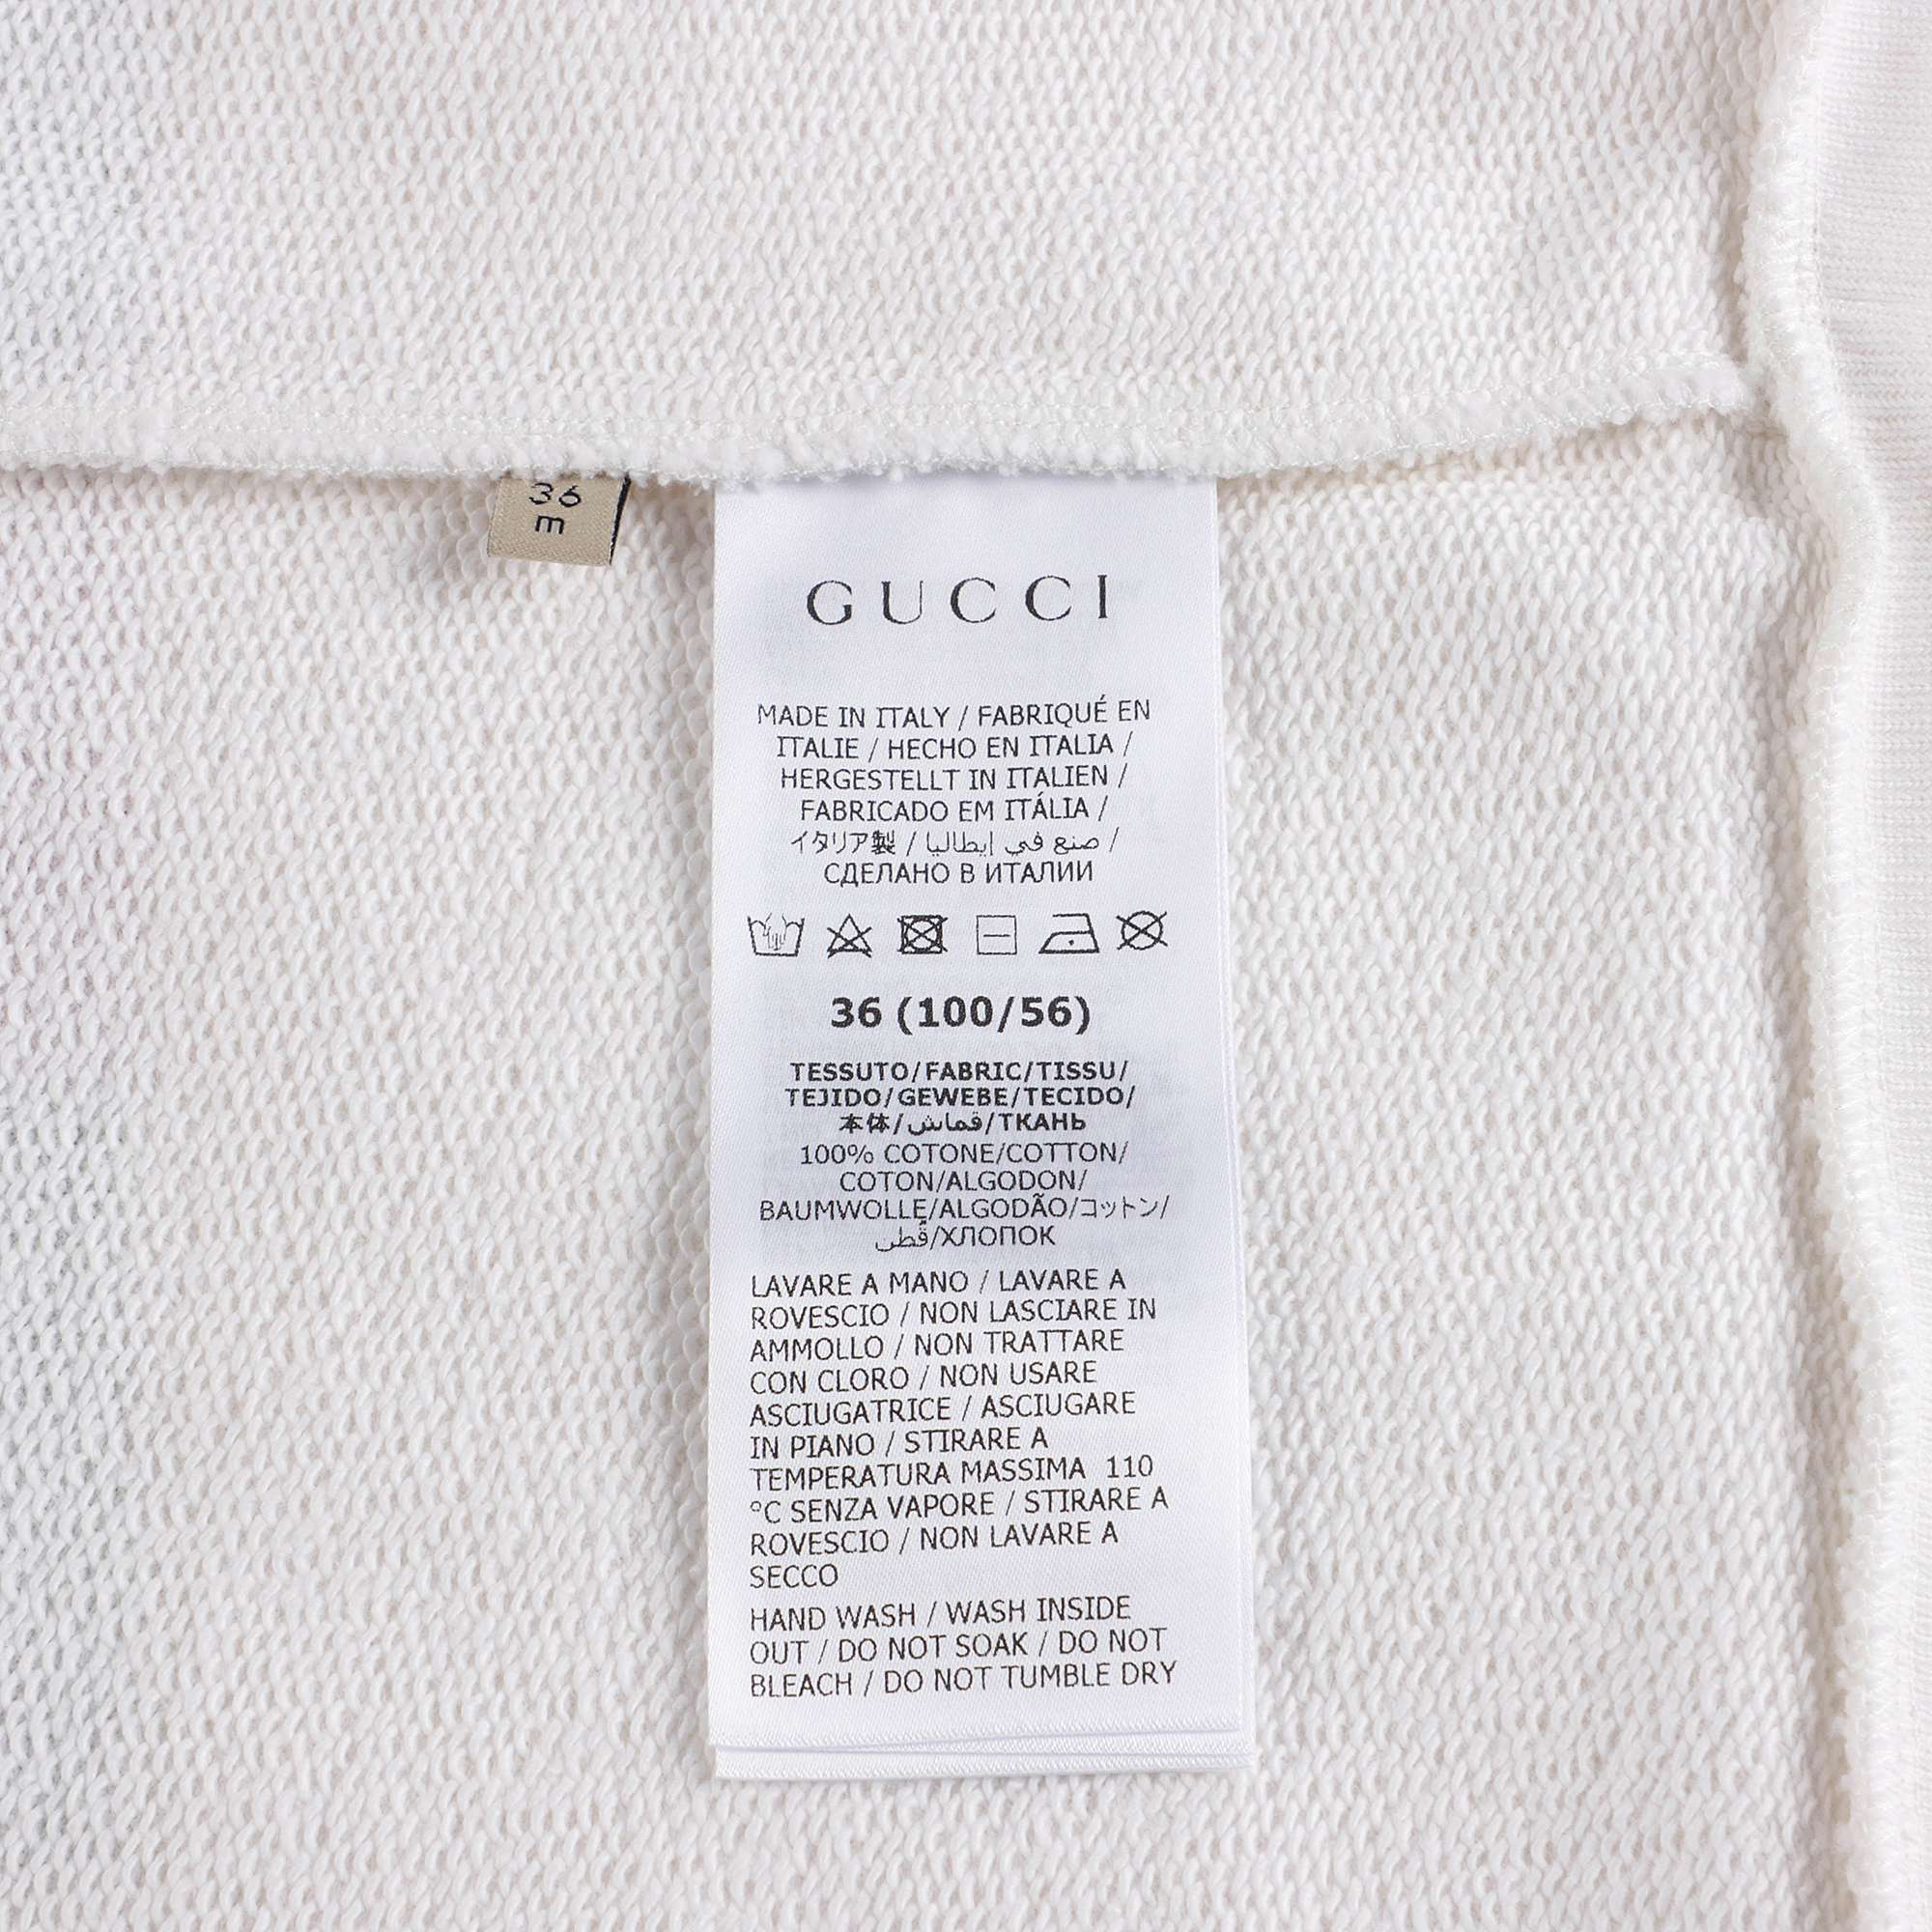 36
m
GUCCI
MADE IN ITALY / FABRIQUÉ EN
ITALIE / HECHO EN ITALIA /
HERGESTELLT IN ITALIEN /
FABRICADO EM ITÁLIA /
イタリア製 / صنع في إيطاليا /
СДЕЛАНО В ИТАЛИИ
36 (100/56)
TESSUTO/FABRIC/TISSU/
TEJIDO/GEWEBE/TECIDO/
本体/قماش/ТКАНЬ
100% COTONE/COTTON/
COTON/ALGODON/
BAUMWOLLE/ALGODÃO/コットン/
قُطن/ХЛОПОК
LAVARE A MANO / LAVARE A
ROVESCIO / NON LASCIARE IN
AMMOLLO / NON TRATTARE
CON CLORO / NON USARE
ASCIUGATRICE / ASCIUGARE
IN PIANO / STIRARE A
TEMPERATURA MASSIMA 110
°C SENZA VAPORE / STIRARE A
ROVESCIO / NON LAVARE A
SECCO
HAND WASH / WASH INSIDE
OUT / DO NOT SOAK / DO NOT
BLEACH / DO NOT TUMBLE DRY